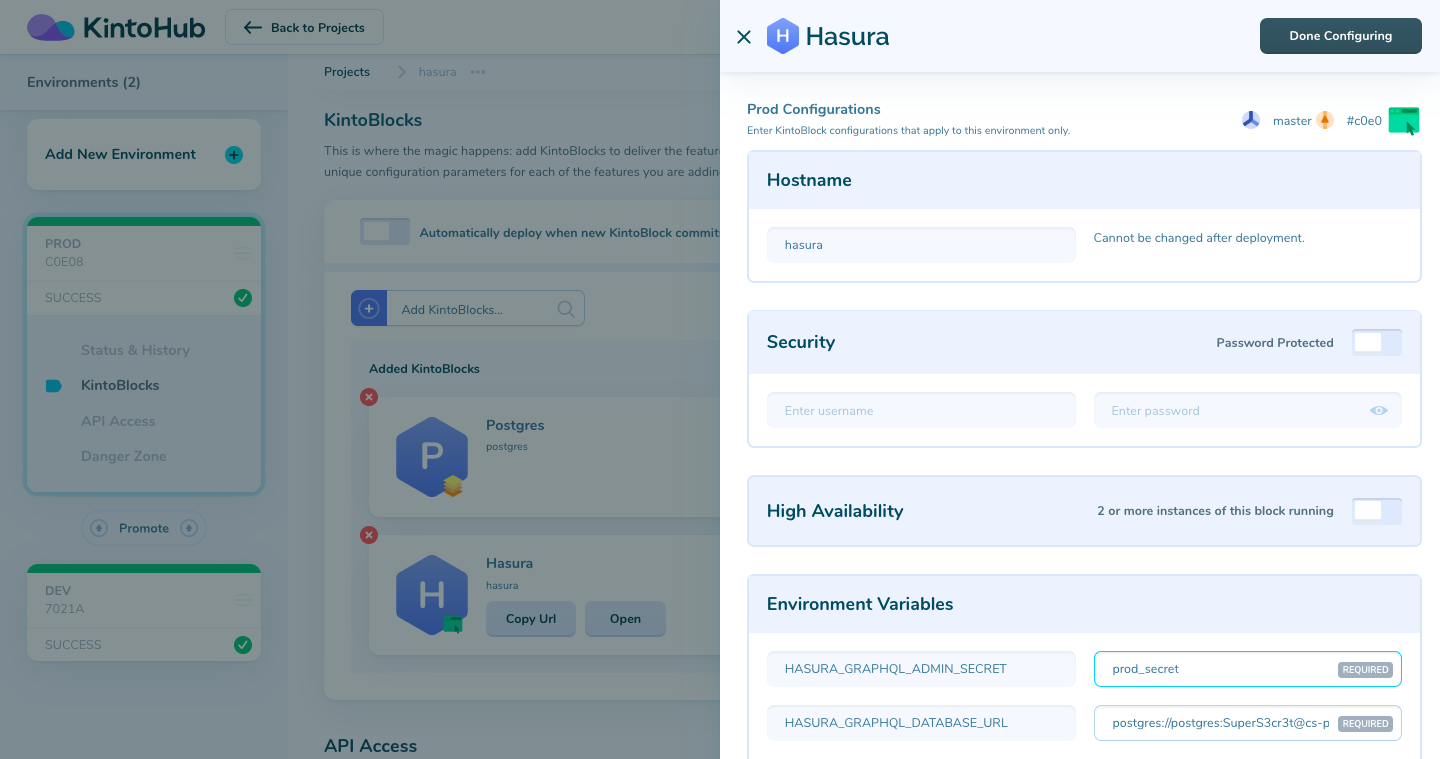 KintoHub
Back to Projects
Environments (2)
Add New Environment
PROD
C0E08
SUCCESS
Status & History
KintoBlocks
API Access
Danger Zone
Promote
DEV
7021A
SUCCESS
Projects
hasura
KintoBlocks
This is where the magic happens: add KintoBlocks to deliver the featur
unique configuration parameters for each of the features you are addin
Automatically deploy when new KintoBlock commits
Add KintoBlocks...
Added KintoBlocks
P
Postgres
postgres
H
Hasura
hasura
Copy Url
Open
API Access
H
Hasura
Done Configuring
Prod Configurations
Enter KintoBlock configurations that apply to this environment only.
master
#c0e0
Hostname
hasura
Cannot be changed after deployment.
Security
Password Protected
Enter username
Enter password
High Availability
2 or more instances of this block running
Environment Variables
HASURA_GRAPHQL_ADMIN_SECRET
prod_secret
REQUIRED
HASURA_GRAPHQL_DATABASE_URL
postgres://postgres:SuperS3cr3t@cs-p
REQUIRED